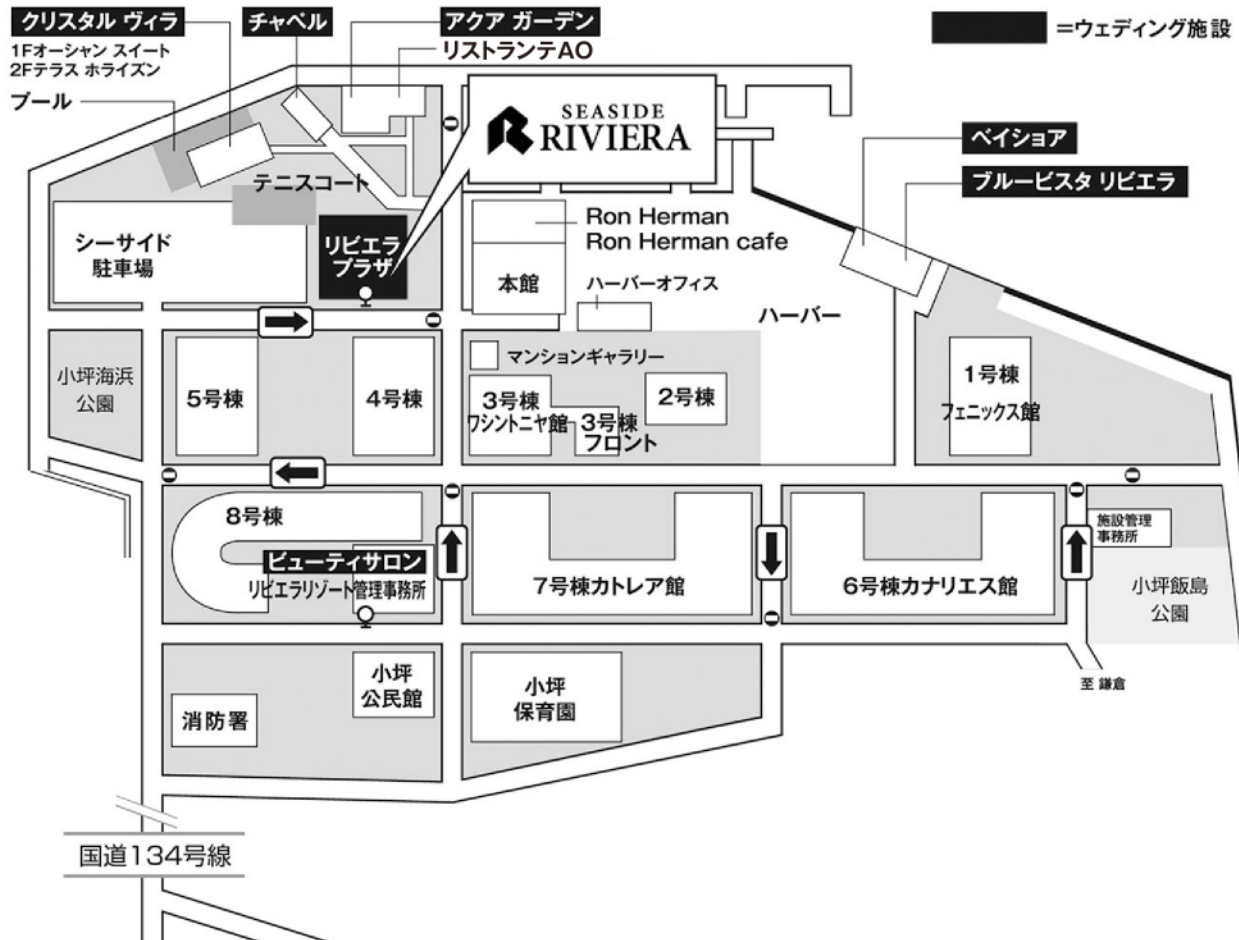 クリスタル ヴィラ
1Fオーシャン スイート
2Fテラス ホライズン
プール
チャペル
アクア ガーデン
リストランテAO
=ウェディング施設
SEASIDE
RIVIERA
ベイショア
ブルービスタ リビエラ
テニスコート
シーサイド
駐車場
リビエラ
プラザ
Ron Herman
Ron Herman cafe
本館
ハーバーオフィス
ハーバー
小坪海浜
公園
5号棟
4号棟
マンションギャラリー
3号棟
ワシントニヤ館
3号棟
フロント
2号棟
1号棟
フェニックス館
8号棟
ビューティサロン
リビエラリゾート管理事務所
7号棟カトレア館
6号棟カナリエス館
施設管理
事務所
小坪飯島
公園
至 鎌倉
消防署
小坪
公民館
小坪
保育園
国道134号線